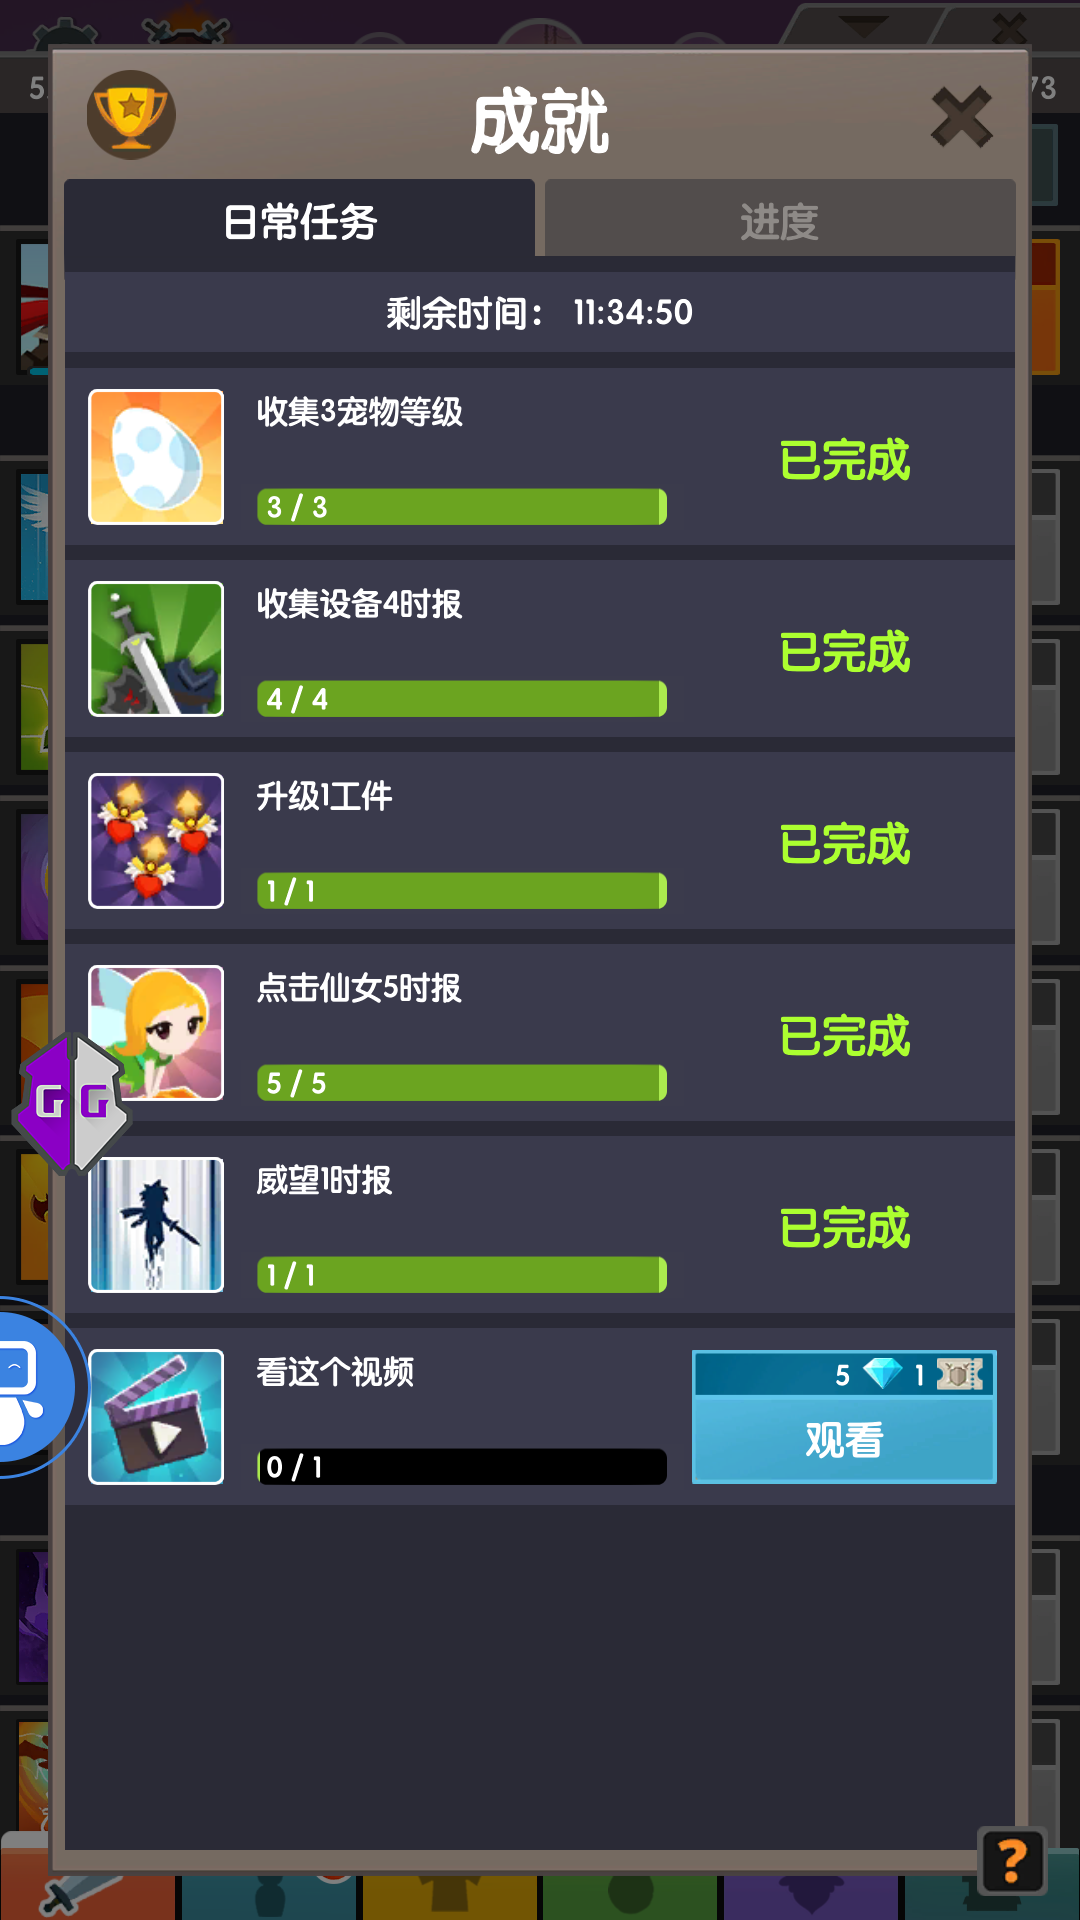 5
73
成就
日常任务
进度
剩余时间： 11:34:50
收集3宠物等级
已完成
3 / 3
收集设备4时报
已完成
4 / 4
升级1工件
已完成
1 / 1
点击仙女5时报
已完成
5 / 5
GG
威望1时报
已完成
1 / 1
看这个视频
5 1
观看
0 / 1
?